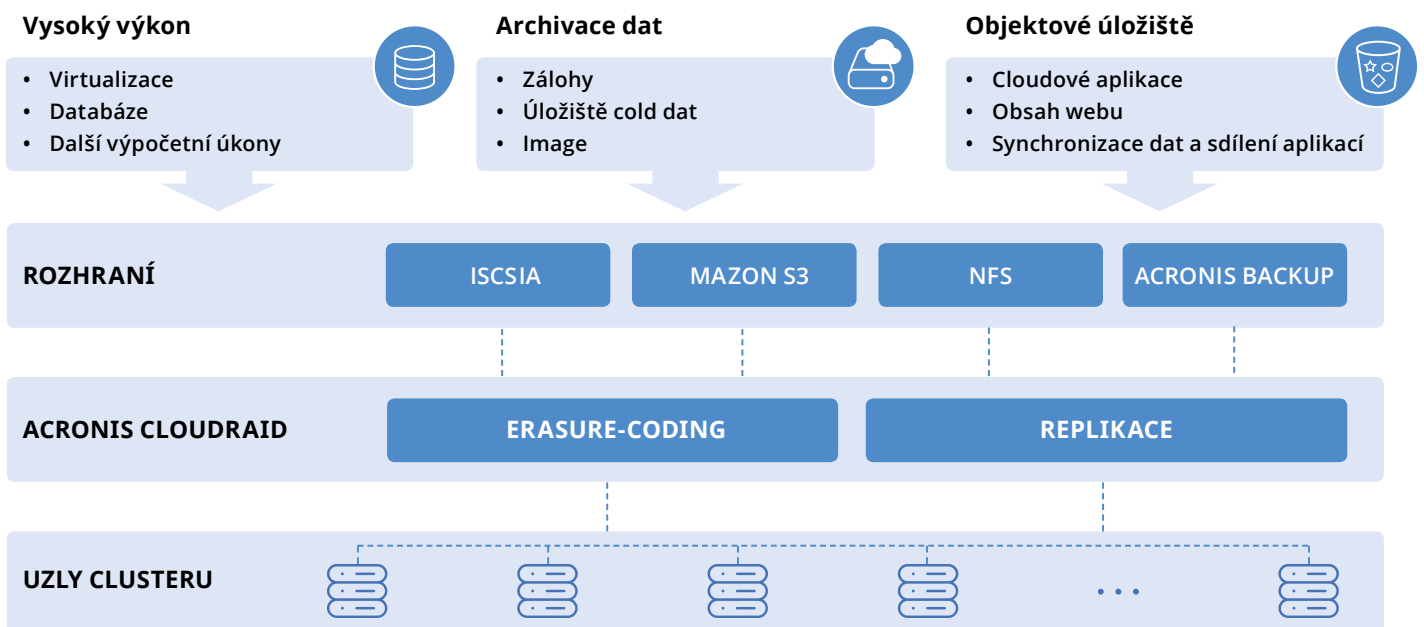 Vysoký výkon
• Virtualizace
• Databáze
• Další výpočetní úkony
Archivace dat
• Zálohy
• Úložiště cold dat
• Image
Objektové úložiště
• Cloudové aplikace
• Obsah webu
• Synchronizace dat a sdílení aplikací
ROZHRANÍ
ISCSIA
MAZON S3
NFS
ACRONIS BACKUP
ACRONIS CLOUDRAID
ERASURE-CODING
REPLIKACE
UZLY CLUSTERU